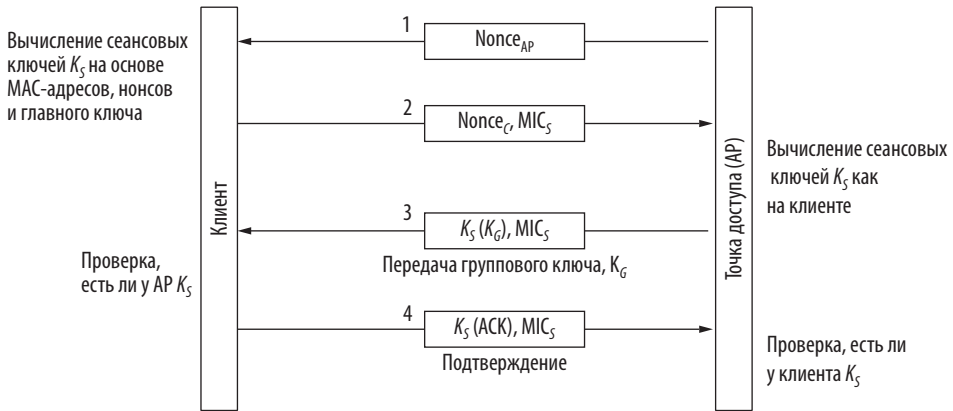 Вычисление сеансовых
ключей K_S на основе
MAC-адресов, нонсов
и главного ключа
Клиент
1
Nonce_AP
2
Nonce_C, MIC_S
Точка доступа (AP)
Вычисление сеансовых
ключей K_S как
на клиенте
3
K_S (K_G), MIC_S
Передача группового ключа, K_G
Проверка,
есть ли у AP K_S
4
K_S (ACK), MIC_S
Подтверждение
Проверка, есть ли
у клиента K_S